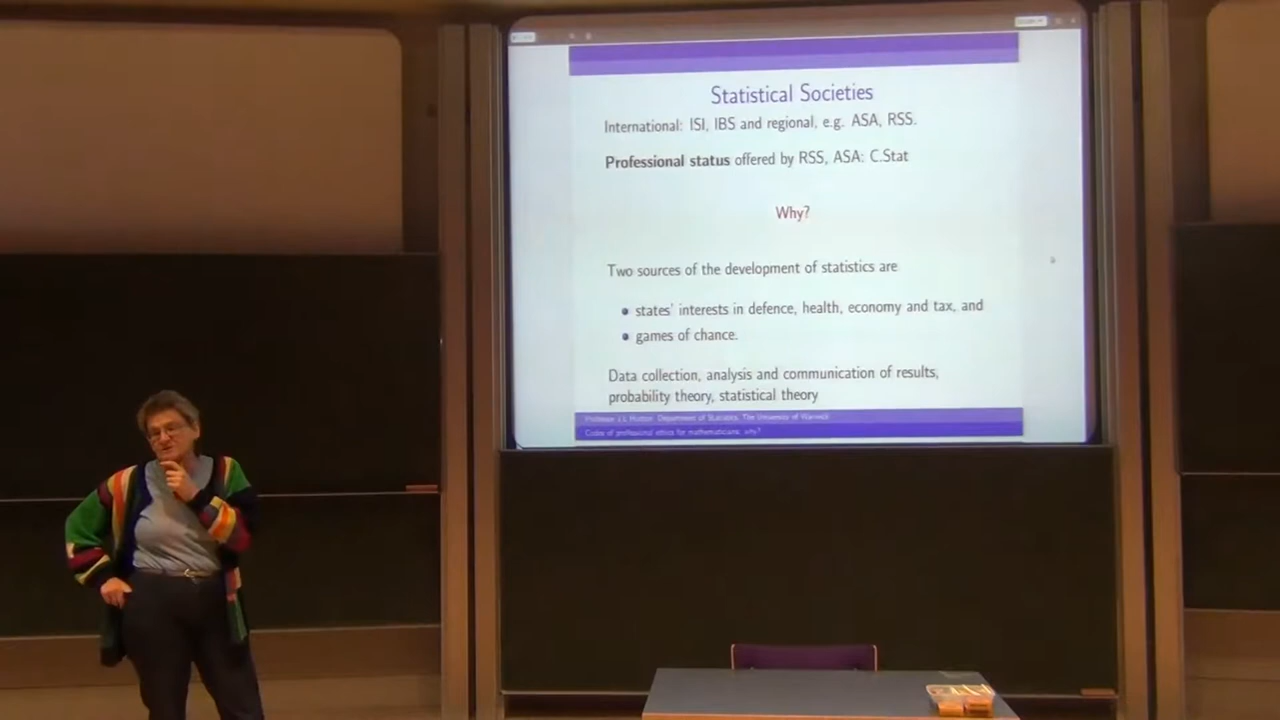 Statistical Societies
International: ISI, IBS and regional, e.g. ASA, RSS.
Professional status offered by RSS, ASA: C.Stat
Why?
Two sources of the development of statistics are
• states' interests in defence, health, economy and tax, and
• games of chance.
Data collection, analysis and communication of results,
probability theory, statistical theory
Professor J L Hutton, Department of Statistics, The University of Warwick
Codes of professional ethics for mathematicians: why?